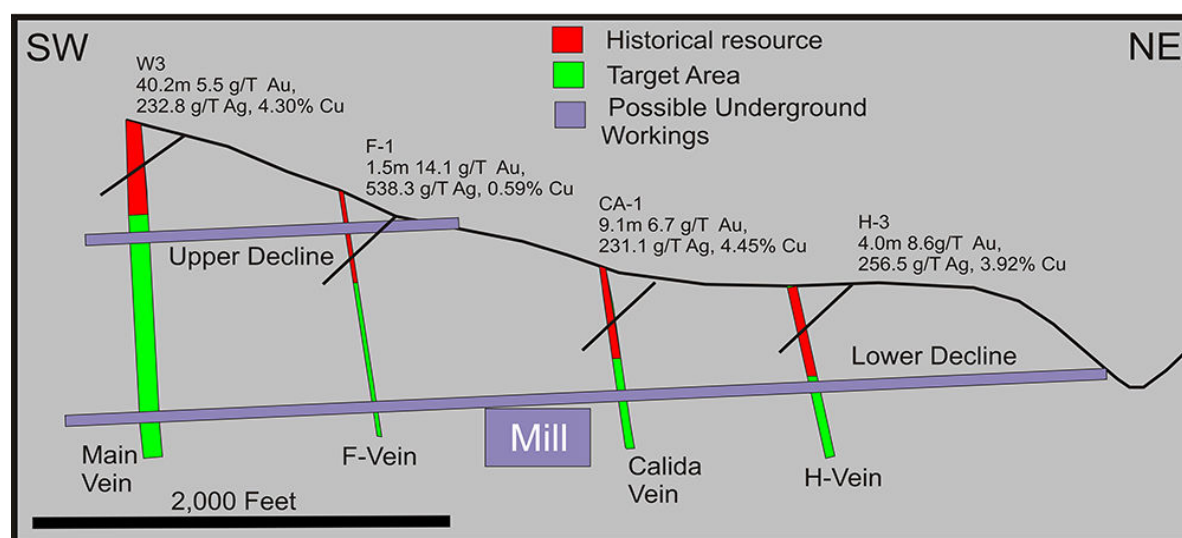 SW
NE
Historical resource
Target Area
Possible Underground
Workings
W3
40.2m 5.5 g/T Au,
232.8 g/T Ag, 4.30% Cu
F-1
1.5m 14.1 g/T Au,
538.3 g/T Ag, 0.59% Cu
CA-1
9.1m 6.7 g/T Au,
231.1 g/T Ag, 4.45% Cu
H-3
4.0m 8.6g/T Au,
256.5 g/T Ag, 3.92% Cu
Upper Decline
Lower Decline
Mill
Main
Vein
F-Vein
Calida
Vein
H-Vein
2,000 Feet